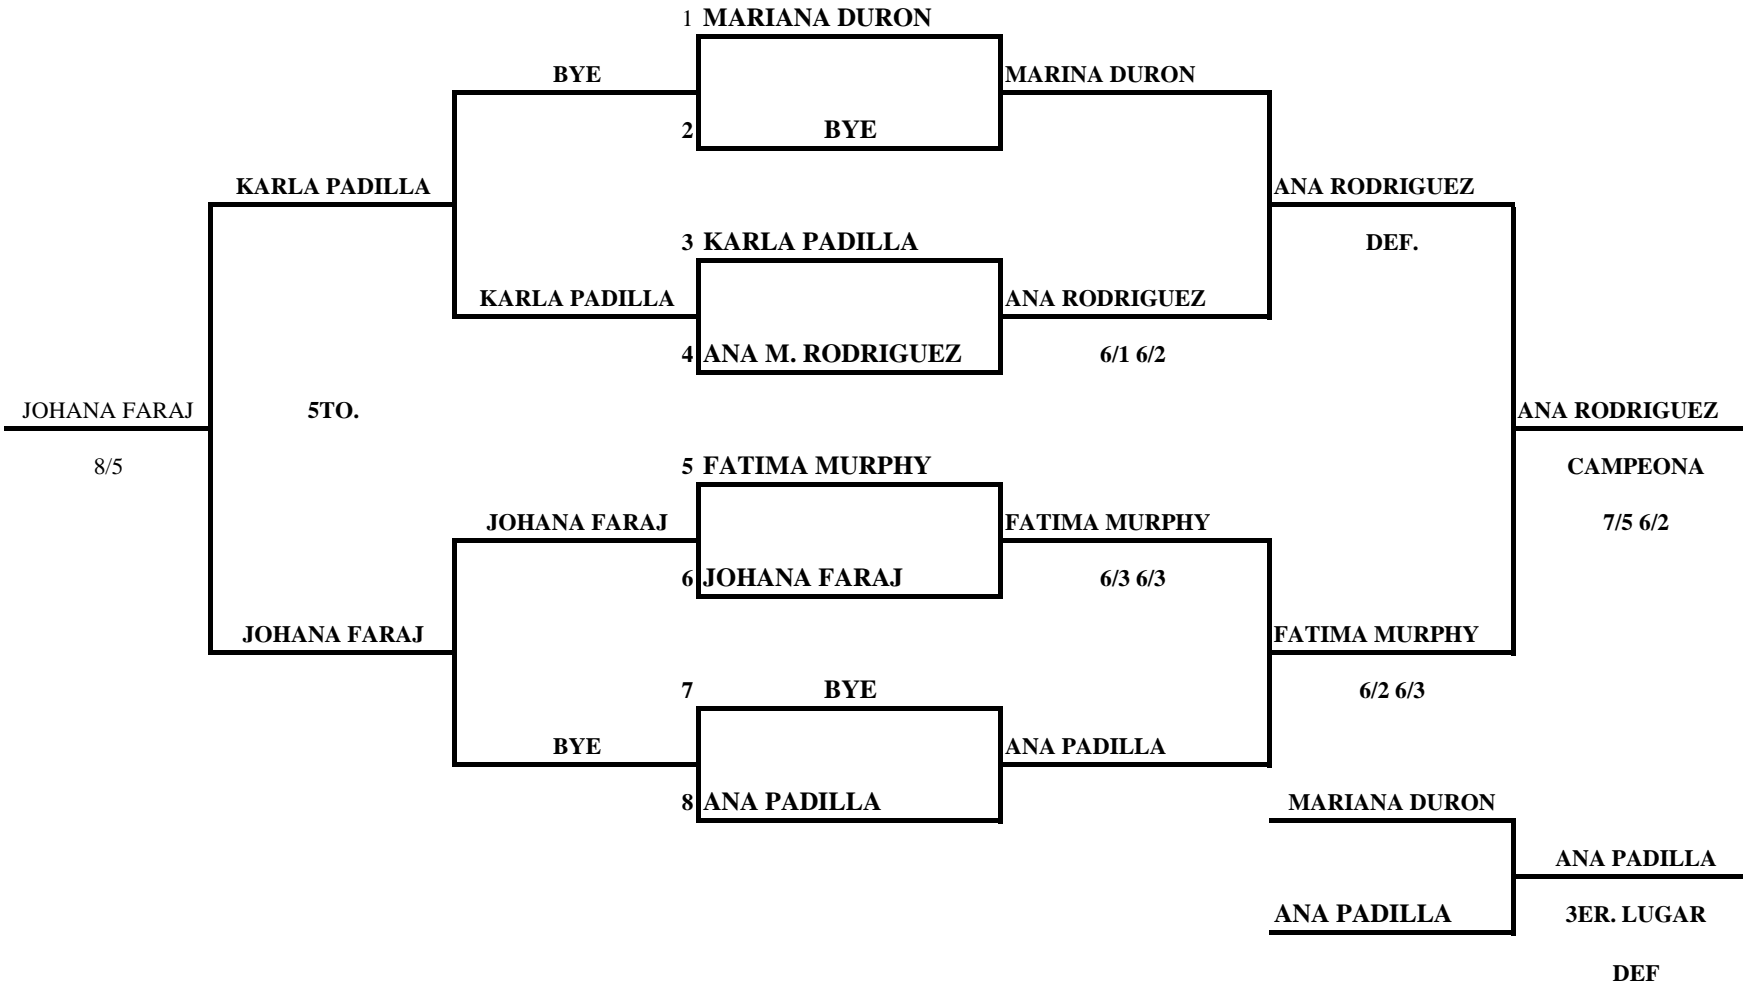 1 MARIANA DURON
BYE MARINA DURON
2 BYE
KARLA PADILLA ANA RODRIGUEZ
3 KARLA PADILLA DEF.
KARLA PADILLA ANA RODRIGUEZ
4 ANA M. RODRIGUEZ 6/1 6/2
JOHANA FARAJ 5TO. ANA RODRIGUEZ
8/5 5 FATIMA MURPHY CAMPEONA
JOHANA FARAJ FATIMA MURPHY 7/5 6/2
6 JOHANA FARAJ 6/3 6/3
JOHANA FARAJ FATIMA MURPHY
7 BYE 6/2 6/3
BYE ANA PADILLA
8 ANA PADILLA MARIANA DURON
ANA PADILLA
ANA PADILLA 3ER. LUGAR
DEF